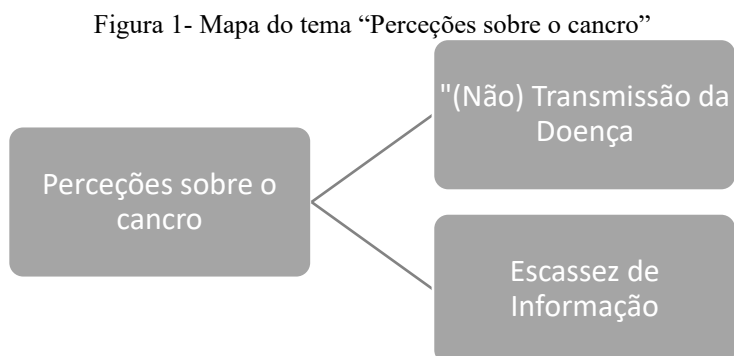 Figura 1- Mapa do tema “Perceções sobre o cancro”
"(Não) Transmissão da
Doença
Perceções sobre o
cancro
Escassez de
Informação